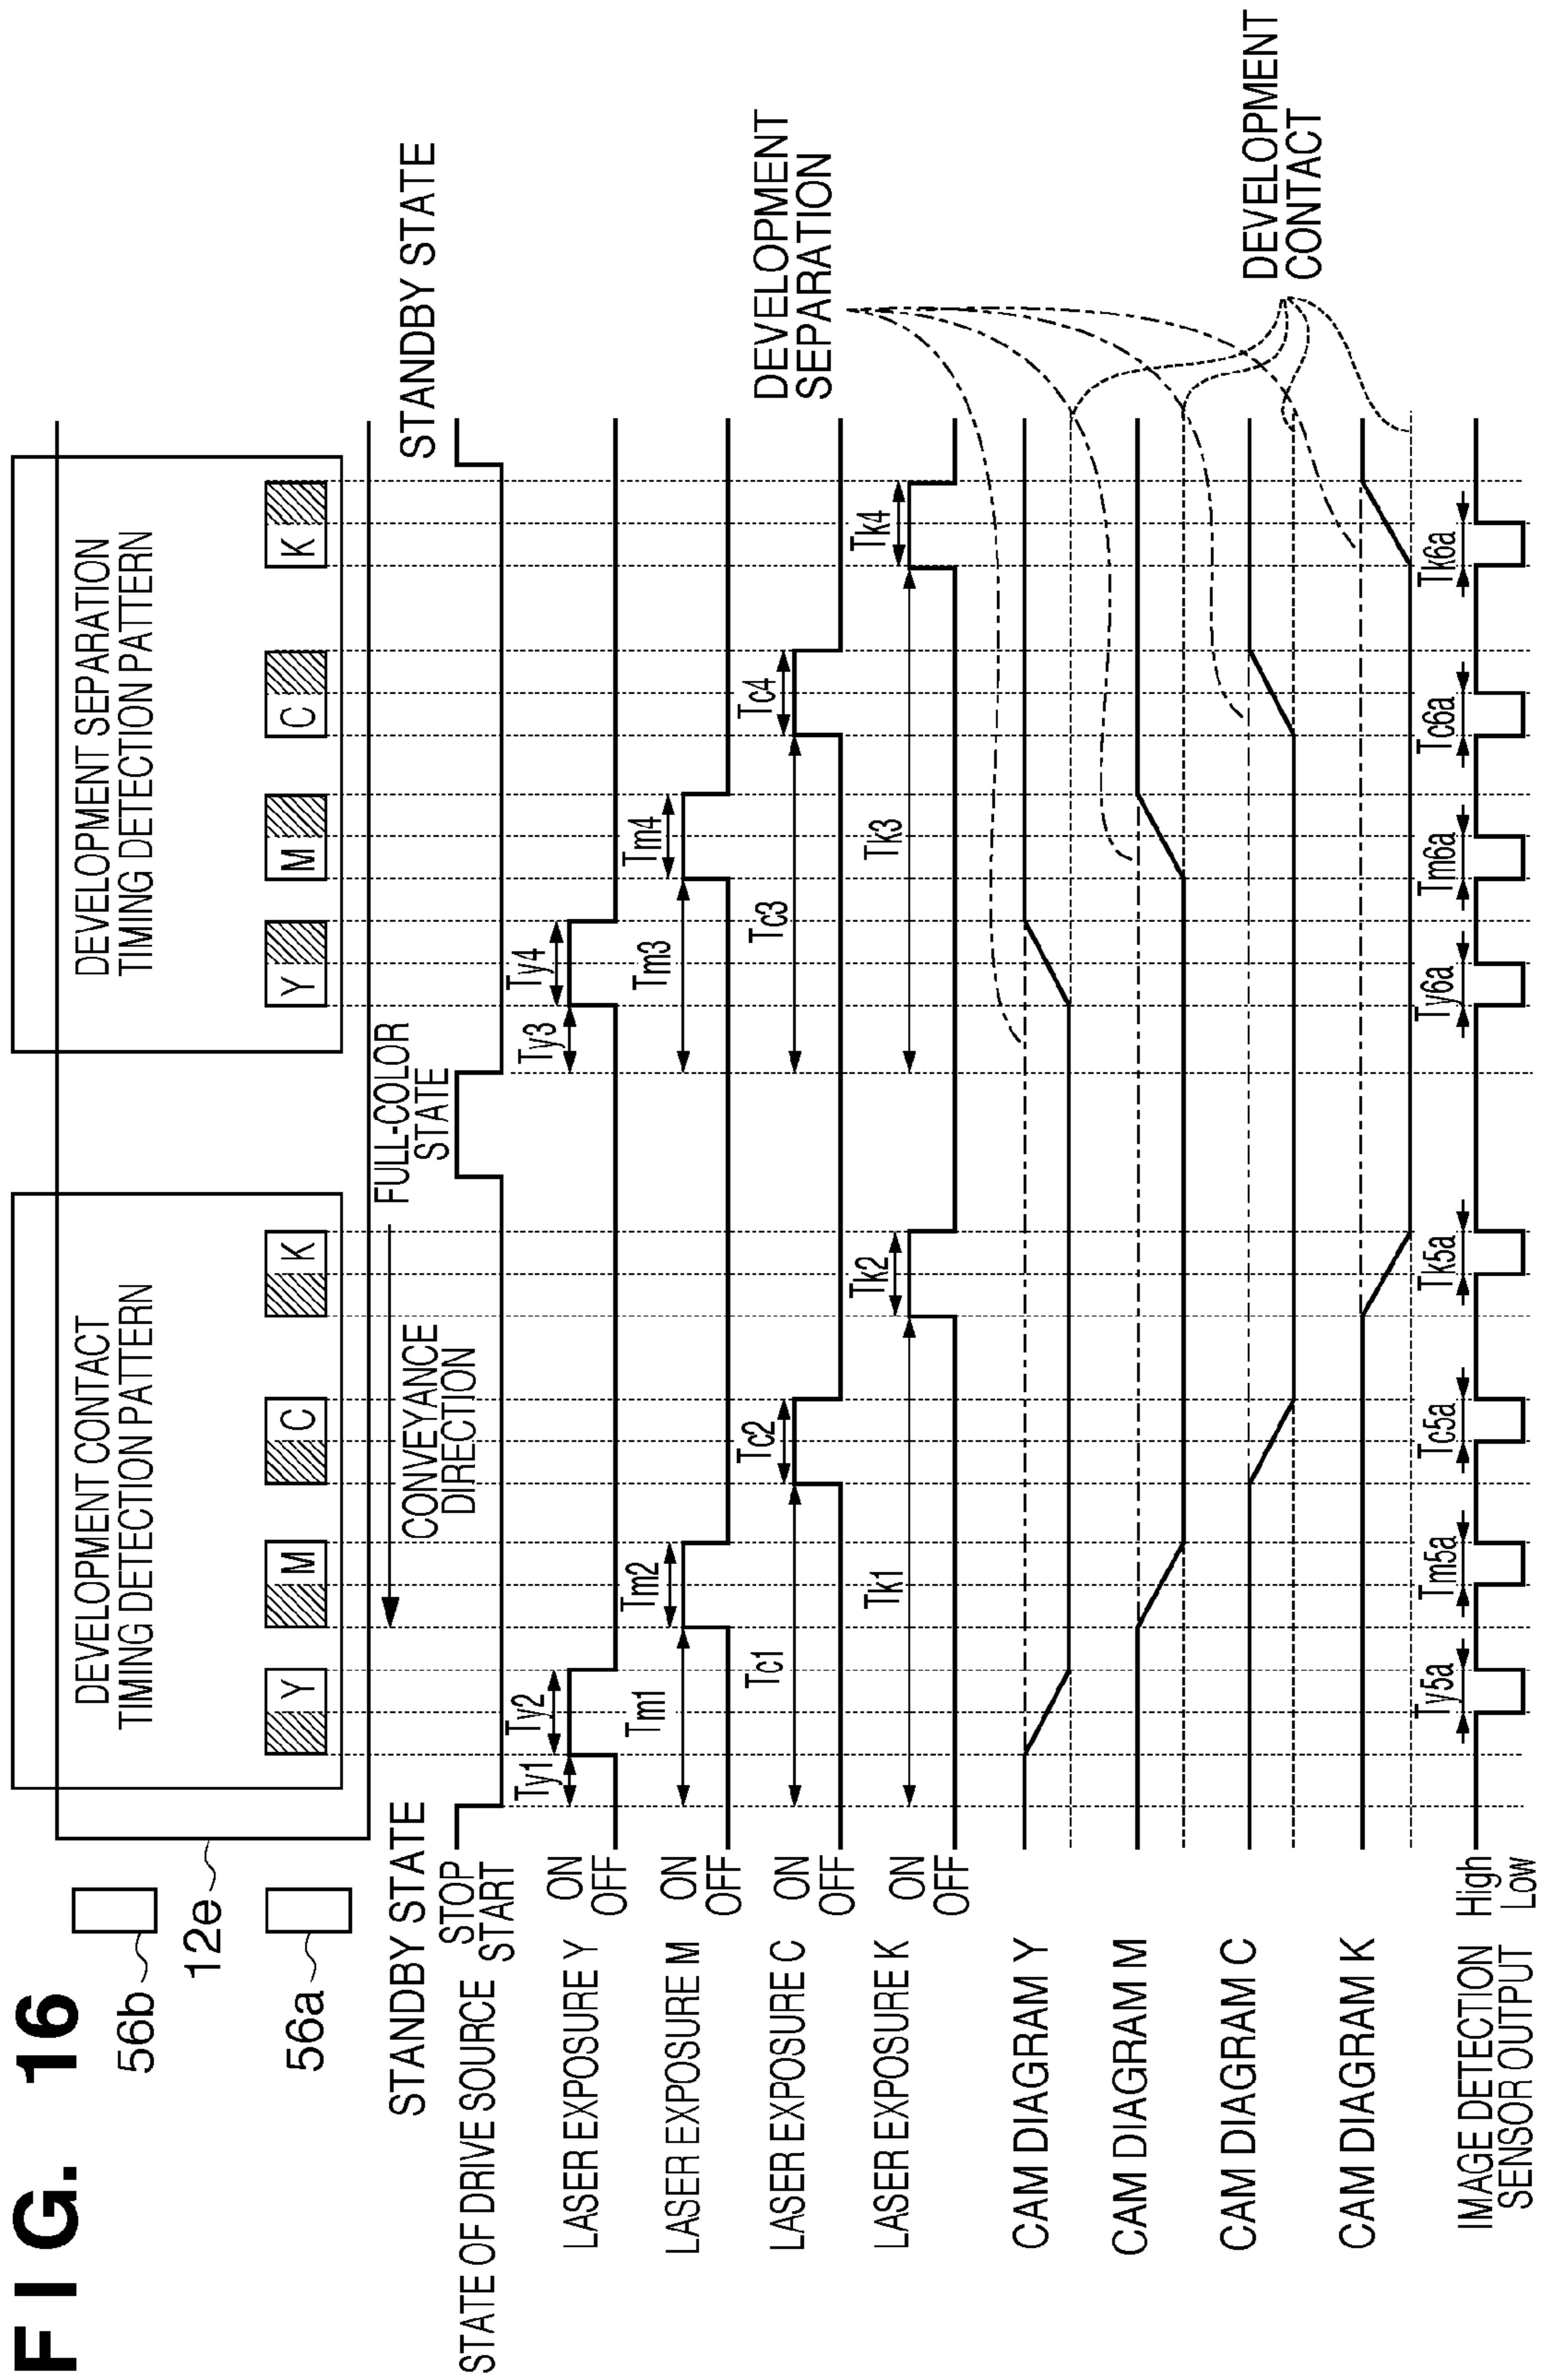 FIG. 16
56b
12e
56a
DEVELOPMENT CONTACT
TIMING DETECTION PATTERN
Y
M
C
K
DEVELOPMENT SEPARATION
TIMING DETECTION PATTERN
Y
M
C
K
STANDBY STATE
CONVEYANCE
DIRECTION
FULL-COLOR
STATE
STANDBY STATE
STATE OF DRIVE SOURCE
STOP
START
LASER EXPOSURE Y
ON
OFF
Ty1
Ty2
Ty3
Ty4
LASER EXPOSURE M
ON
OFF
Tm1
Tm2
Tm3
Tm4
LASER EXPOSURE C
ON
OFF
Tc1
Tc2
Tc3
Tc4
LASER EXPOSURE K
ON
OFF
Tk1
Tk2
Tk3
Tk4
DEVELOPMENT
SEPARATION
CAM DIAGRAM Y
CAM DIAGRAM M
CAM DIAGRAM C
CAM DIAGRAM K
DEVELOPMENT
CONTACT
IMAGE DETECTION
SENSOR OUTPUT
High
Low
Ty5a
Tm5a
Tc5a
Tk5a
Ty6a
Tm6a
Tc6a
Tk6a